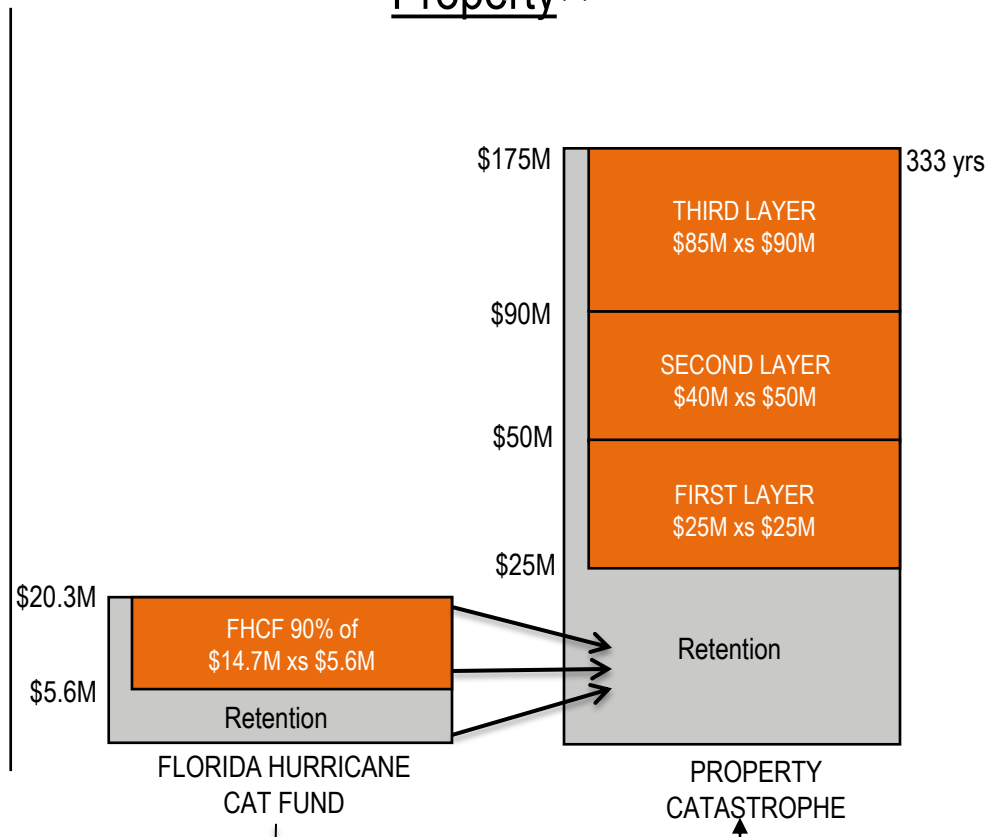 Property
$175M
333 yrs
THIRD LAYER
$85M xs $90M
$90M
SECOND LAYER
$40M xs $50M
$50M
FIRST LAYER
$25M xs $25M
$25M
Retention
$20.3M
FHCF 90% of
$14.7M xs $5.6M
$5.6M
Retention
FLORIDA HURRICANE
CAT FUND
PROPERTY
CATASTROPHE